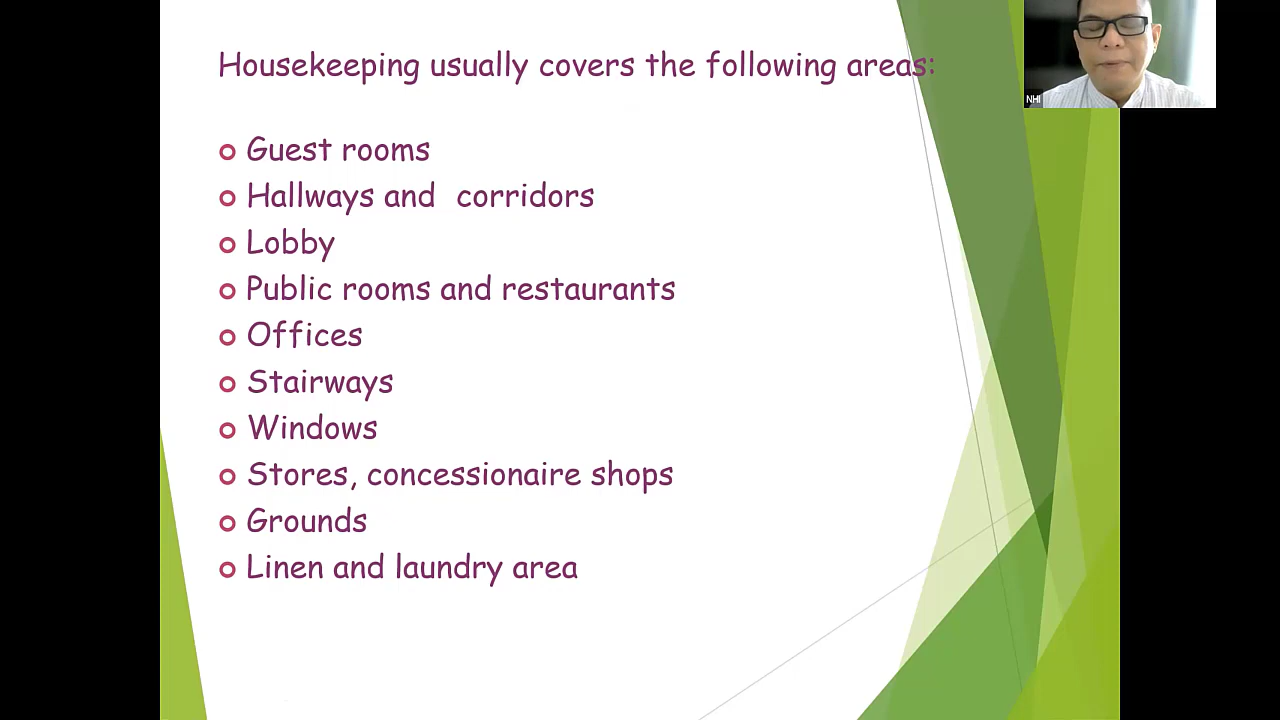 Housekeeping usually covers the following areas:
Guest rooms
Hallways and  corridors
Lobby
Public rooms and restaurants
Offices
Stairways
Windows
Stores, concessionaire shops
Grounds
Linen and laundry area
NHI